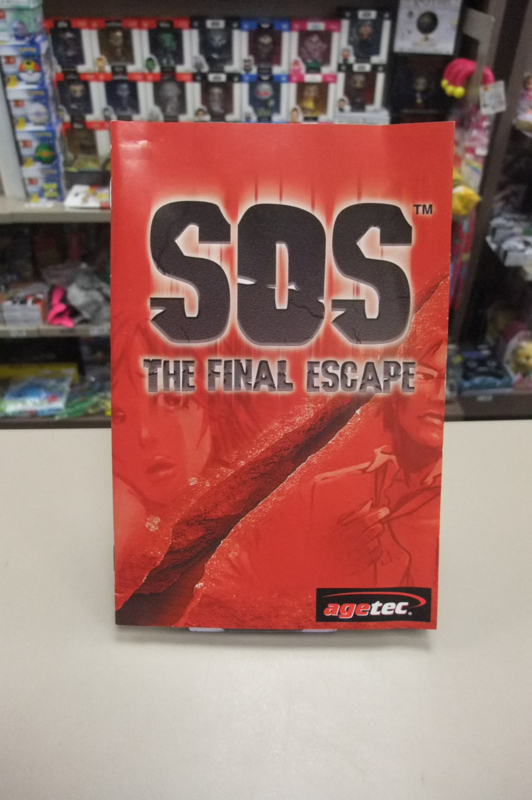 SOS™
THE FINAL ESCAPE
agetec.